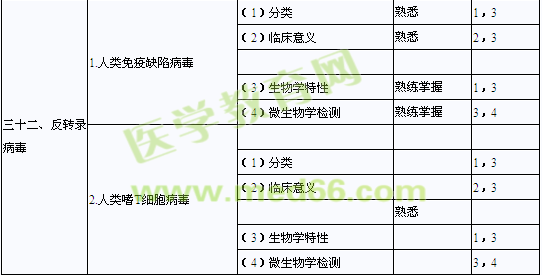 三十二、反转录病毒
1.人类免疫缺陷病毒
（1）分类 熟悉 1，3
（2）临床意义 熟悉 2，3
（3）生物学特性 熟练掌握 1，3
（4）微生物学检测 熟练掌握 3，4
2.人类嗜T细胞病毒
（1）分类 1，3
（2）临床意义 2，3
熟悉
（3）生物学特性 1，3
（4）微生物学检测 3，4
医学教育网
www.med66.com